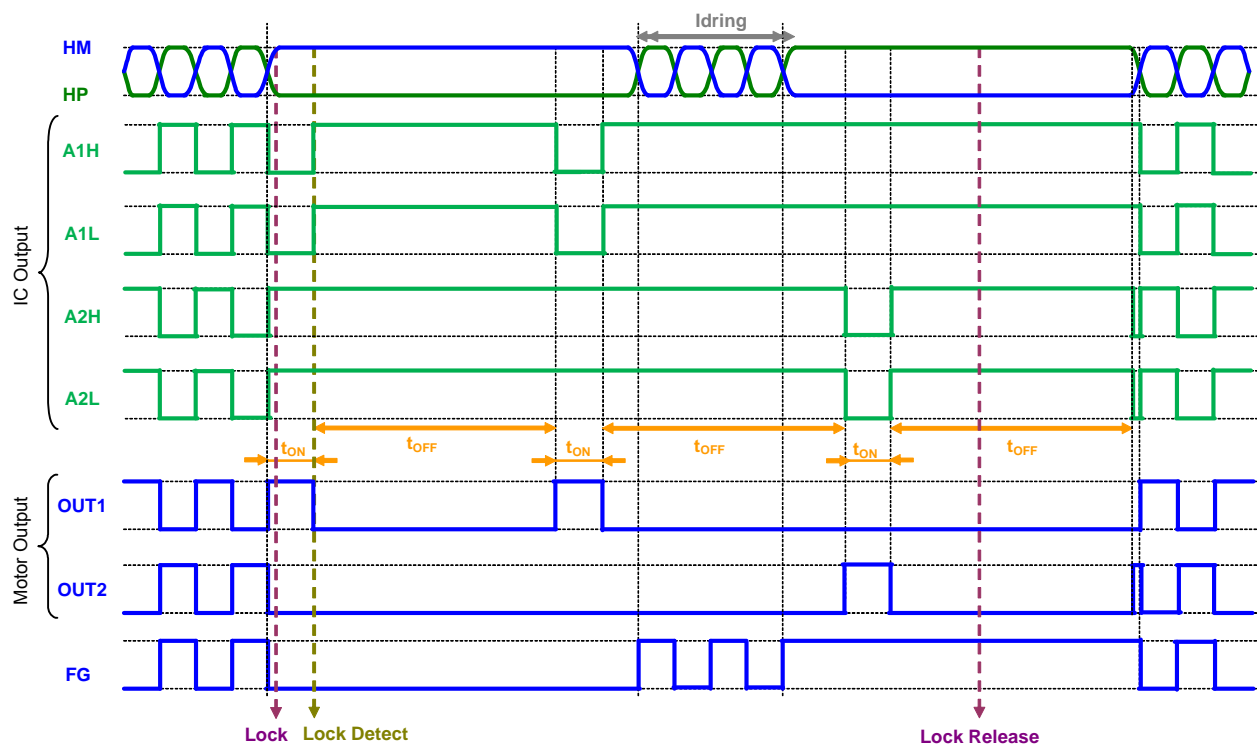 Idring
HM
HP
A1H
A1L
A2H
A2L
IC Output
tON
tOFF
tON
tOFF
tON
tOFF
OUT1
OUT2
Motor Output
FG
Lock
Lock Detect
Lock Release